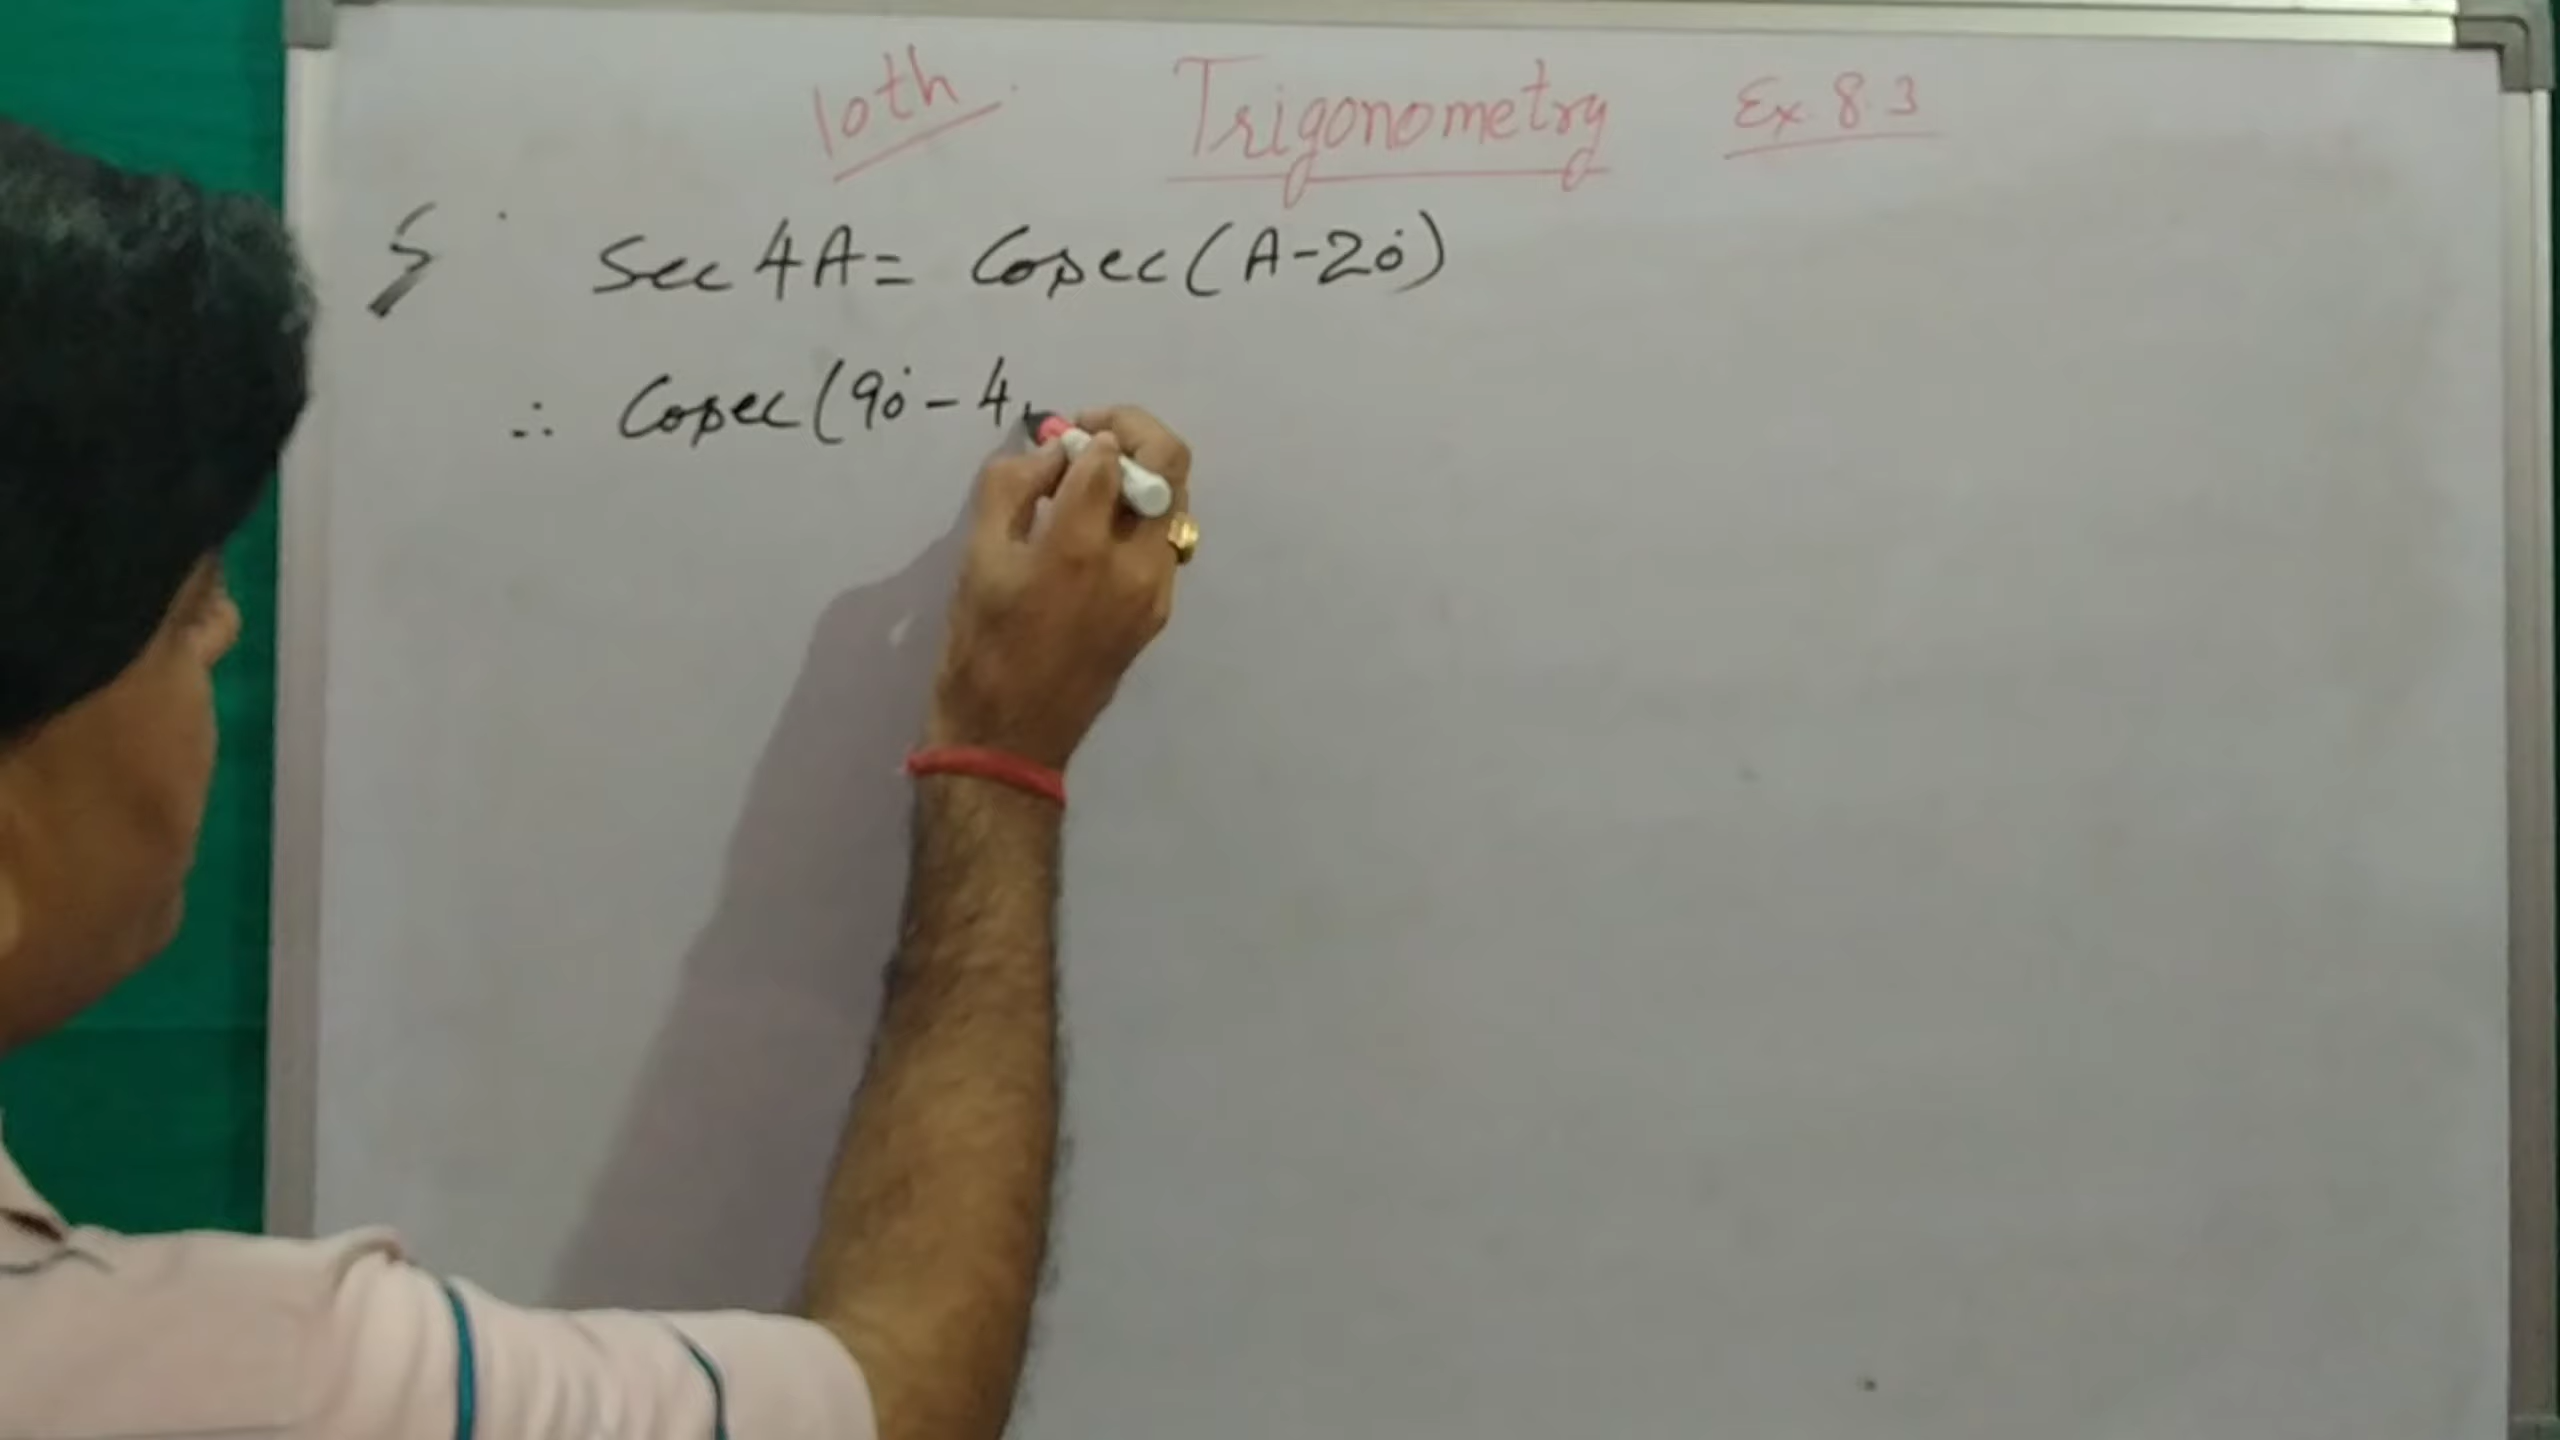 10th. Trigonometry Ex 8.3
5. Sec 4A = Cosec (A-20°)
∴ Cosec (90° - 4